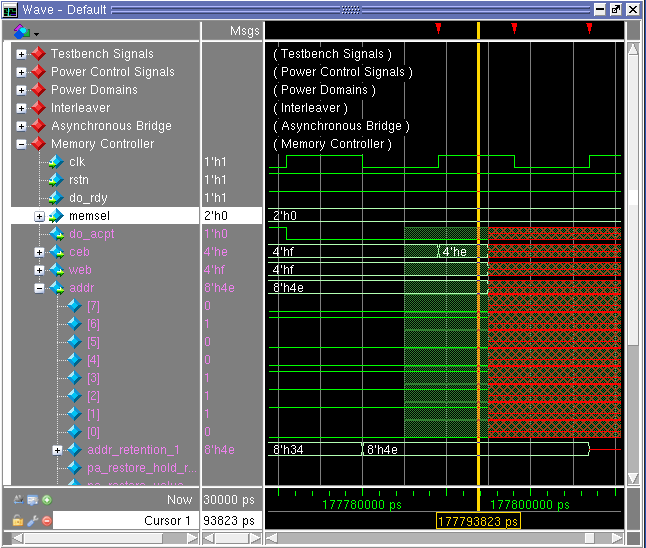 Wave - Default
Msgs
Testbench Signals ( Testbench Signals )
Power Control Signals ( Power Control Signals )
Power Domains ( Power Domains )
Interleaver ( Interleaver )
Asynchronous Bridge ( Asynchronous Bridge )
Memory Controller ( Memory Controller )
clk 1'h1
rstn 1'h1
do_rdy 1'h1
memsel 2'h0 2'h0
do_acpt 1'h0
ceb 4'he 4'hf 4'he
web 4'hf 4'hf
addr 8'h4e 8'h4e
[7] 0
[6] 1
[5] 0
[4] 0
[3] 1
[2] 1
[1] 1
[0] 0
addr_retention_1 8'h4e 8'h34 8'h4e
pa_restore_hold_r...
Now 30000 ps 177780000 ps 177800000 ps
Cursor 1 93823 ps 177793823 ps